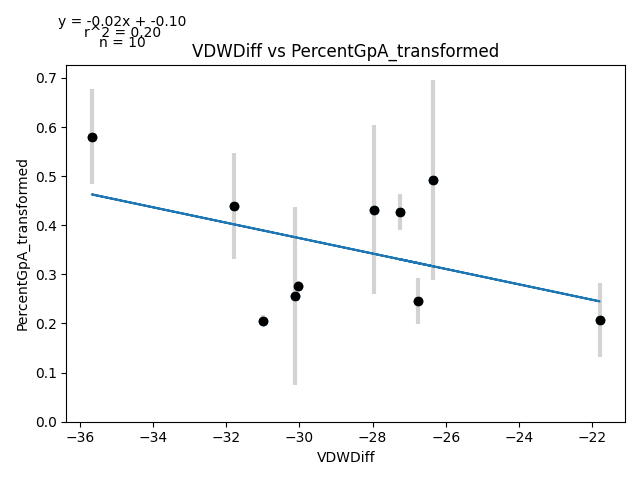 y = -0.02x + -0.10
r^2 = 0.20
n = 10
VDWDiff vs PercentGpA_transformed
PercentGpA_transformed
0.7
0.6
0.5
0.4
0.3
0.2
0.1
0.0
−36
−34
−32
−30
−28
−26
−24
−22
VDWDiff